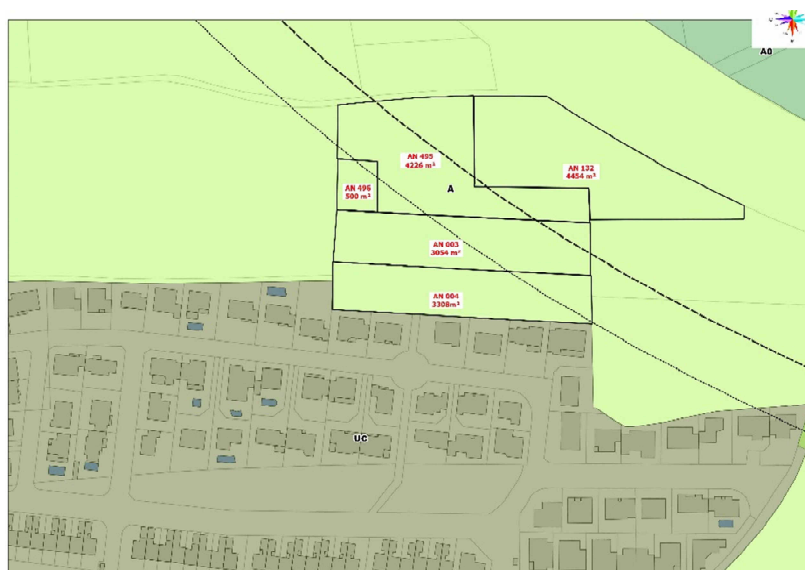 A0
AN 495
4226 m²
AN 132
4454 m²
AN 496
500 m²
A
AN 003
3054 m²
AN 004
3308m²
UC